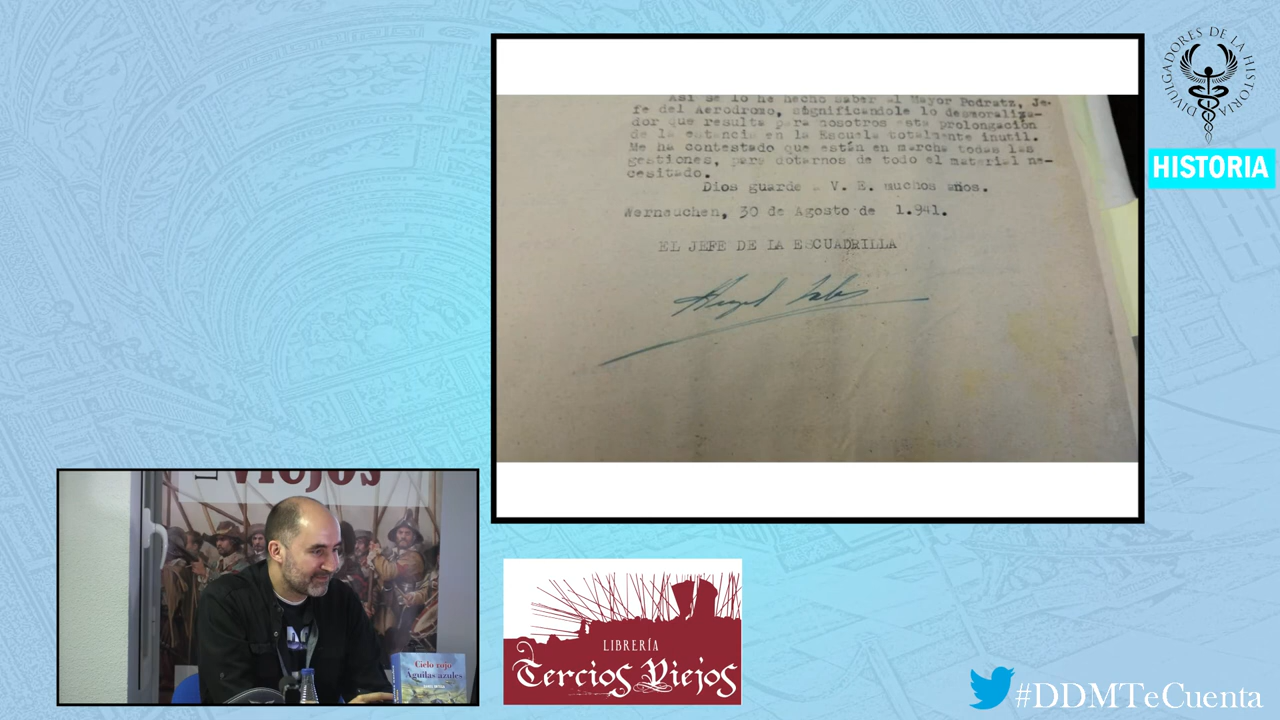 Así se lo he hecho saber al Mayor Podratz, Je-
fe del Aerodromo, significandole lo desmoraliza-
dor que resulta para nosotros esta prolongación
de la estancia en la Escuela totalmente inutil.
Me ha contestado que están en marcha todas las
gestiones, para dotarnos de todo el material ne-
cesitado.
Dios guarde a V. E. muchos años.
Werneuchen, 30 de Agosto de 1.941.
EL JEFE DE LA ESCUADRILLA
DIVULGADORES DE LA HISTORIA
HISTORIA
VIEJOS
Cielo rojo
Águilas azules
LIBRERÍA
Tercios Viejos
#DDMTeCuenta